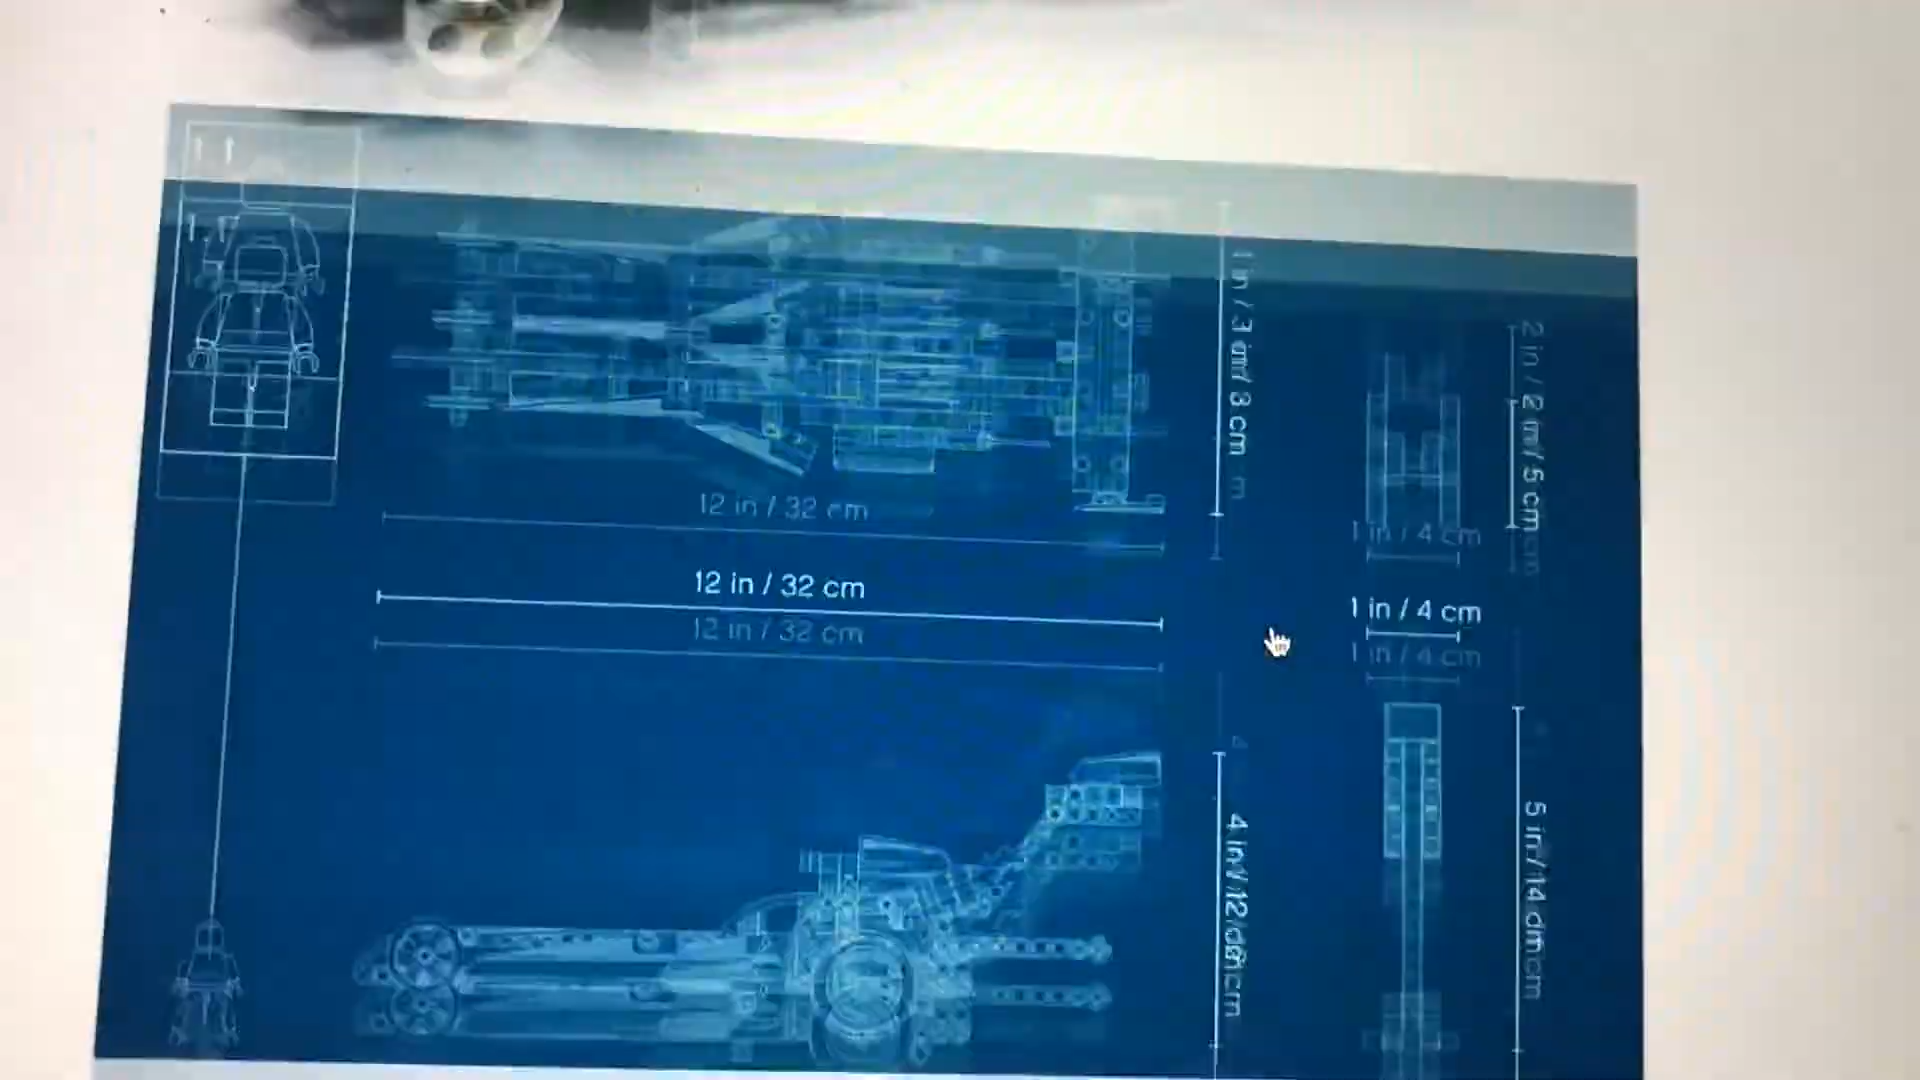 1 in / 3 in / 8 cm
2 in / 5 cm
12 in / 32 cm
1 in / 4 cm
12 in / 32 cm
1 in / 4 cm
12 in / 32 cm
1 in / 4 cm
4 in / 12 cm
5 in / 14 cm